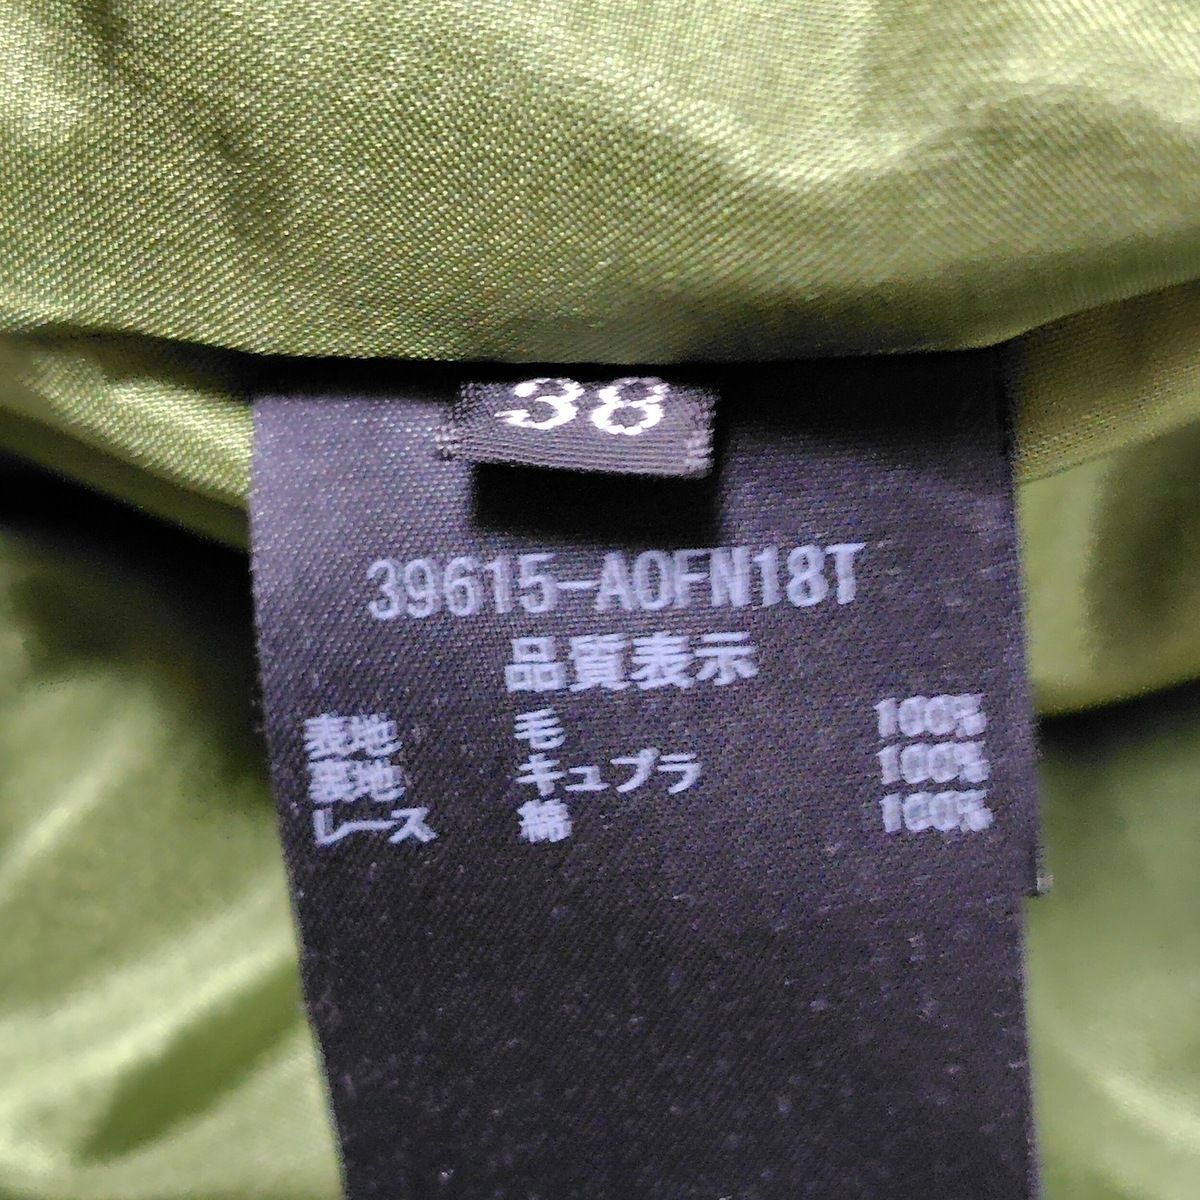 38
39615-AOFN18T
品質表示
表地 毛 100%
裏地 キュプラ 100%
レース 綿 100%